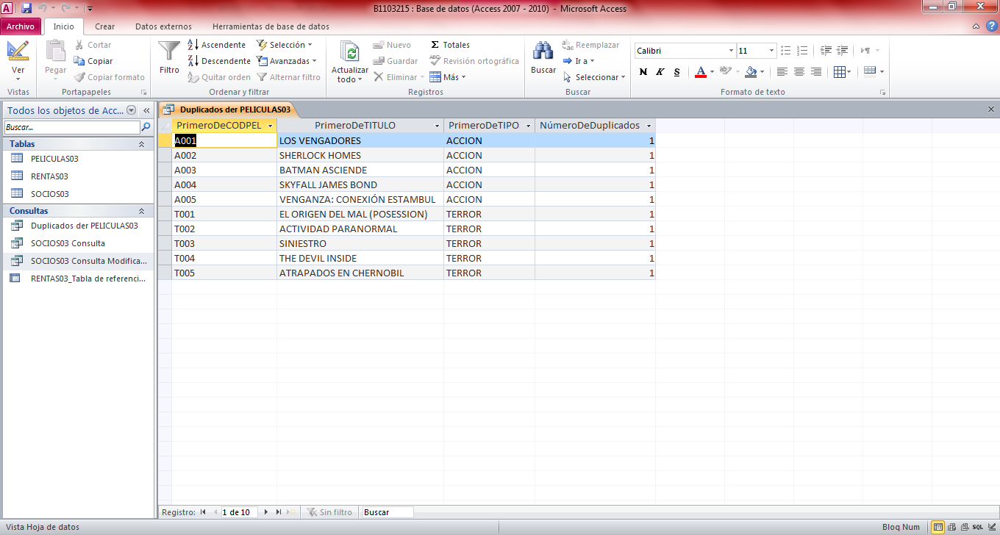 B1103215 : Base de datos (Access 2007 - 2010) - Microsoft Access
Archivo Inicio Crear Datos externos Herramientas de base de datos
Ver
Vistas
Pegar
Cortar
Copiar
Copiar formato
Portapapeles
Filtro
Ascendente
Descendente
Quitar orden
Selección
Avanzadas
Alternar filtro
Ordenar y filtrar
Actualizar
todo
Nuevo
Guardar
Eliminar
Σ Totales
Revisión ortográfica
Más
Registros
Buscar
Reemplazar
Ir a
Seleccionar
Buscar
Calibri 11
N K S A
Formato de texto
Todos los objetos de Acc...
Buscar...
Tablas
PELICULAS03
RENTAS03
SOCIOS03
Consultas
Duplicados der PELICULAS03
SOCIOS03 Consulta
SOCIOS03 Consulta Modifica...
RENTAS03_Tabla de referenci...
Duplicados der PELICULAS03
PrimeroDeCODPEL PrimeroDeTITULO PrimeroDeTIPO NúmeroDeDuplicados
A001 LOS VENGADORES ACCION 1
A002 SHERLOCK HOMES ACCION 1
A003 BATMAN ASCIENDE ACCION 1
A004 SKYFALL JAMES BOND ACCION 1
A005 VENGANZA: CONEXIÓN ESTAMBUL ACCION 1
T001 EL ORIGEN DEL MAL (POSESSION) TERROR 1
T002 ACTIVIDAD PARANORMAL TERROR 1
T003 SINIESTRO TERROR 1
T004 THE DEVIL INSIDE TERROR 1
T005 ATRAPADOS EN CHERNOBIL TERROR 1
Registro: 1 de 10 Sin filtro Buscar
Vista Hoja de datos Bloq Num SQL